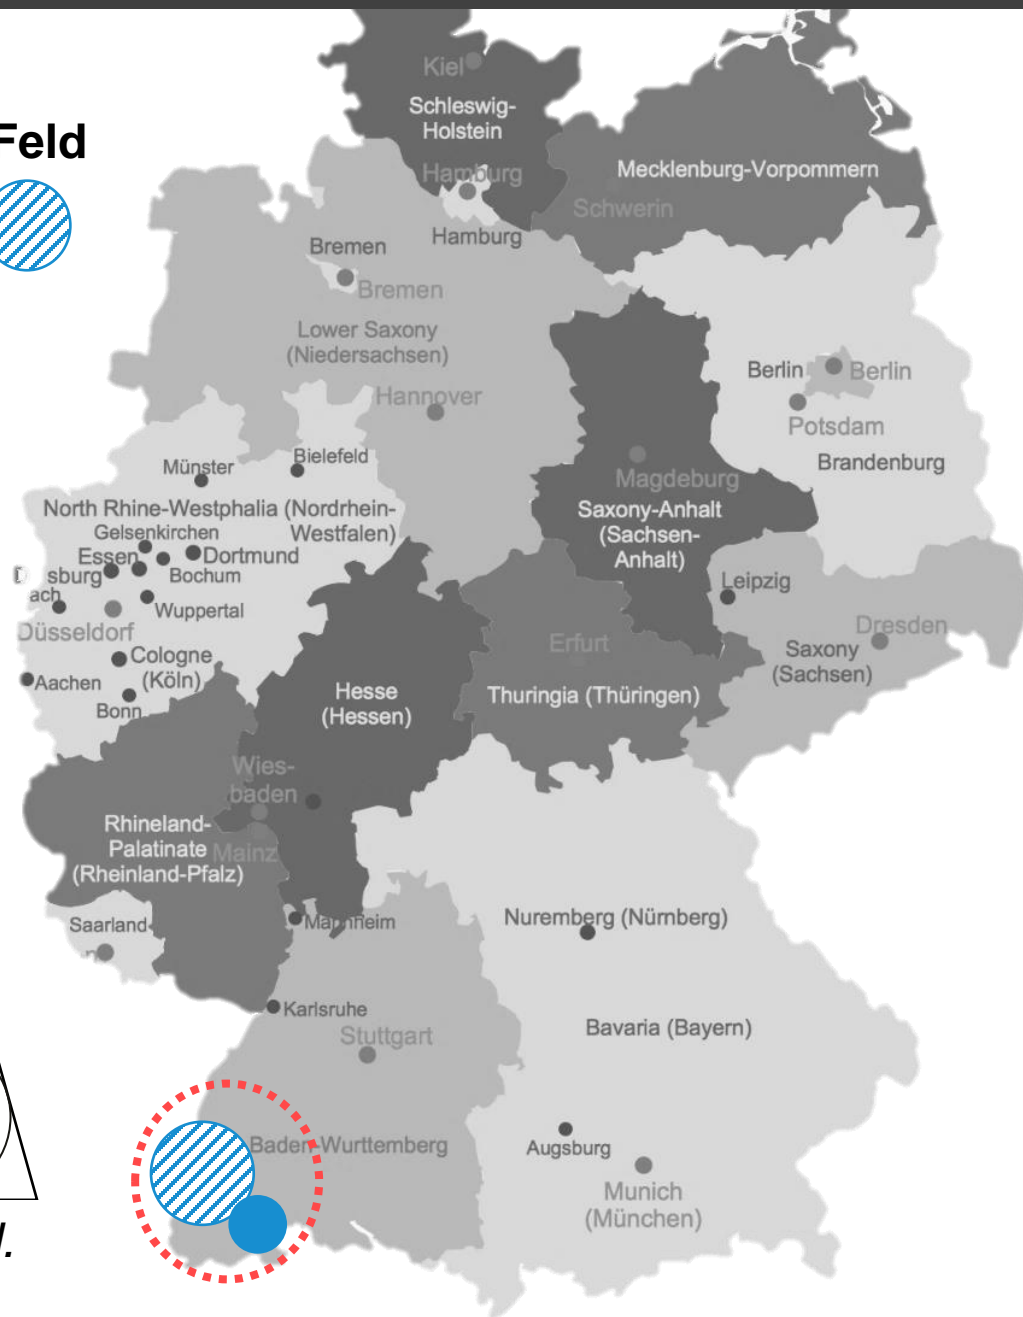 Kiel
Schleswig-
Holstein
Feld
Hamburg
Mecklenburg-Vorpommern
Schwerin
Hamburg
Bremen
Bremen
Lower Saxony
(Niedersachsen)
Berlin
Berlin
Hannover
Potsdam
Brandenburg
Münster
Bielefeld
Magdeburg
Saxony-Anhalt
(Sachsen-
Anhalt)
North Rhine-Westphalia (Nordrhein-
Westfalen)
Gelsenkirchen
Essen
Dortmund
sburg
Bochum
ach
Wuppertal
Leipzig
Düsseldorf
Dresden
Erfurt
Saxony
(Sachsen)
Cologne
(Köln)
Aachen
Bonn
Hesse
(Hessen)
Thuringia (Thüringen)
Wies-
baden
Rhineland-
Palatinate
(Rheinland-Pfalz)
Mainz
Saarland
Mannheim
Nuremberg (Nürnberg)
Karlsruhe
Stuttgart
Bavaria (Bayern)
Baden-Wurttemberg
Augsburg
Munich
(München)